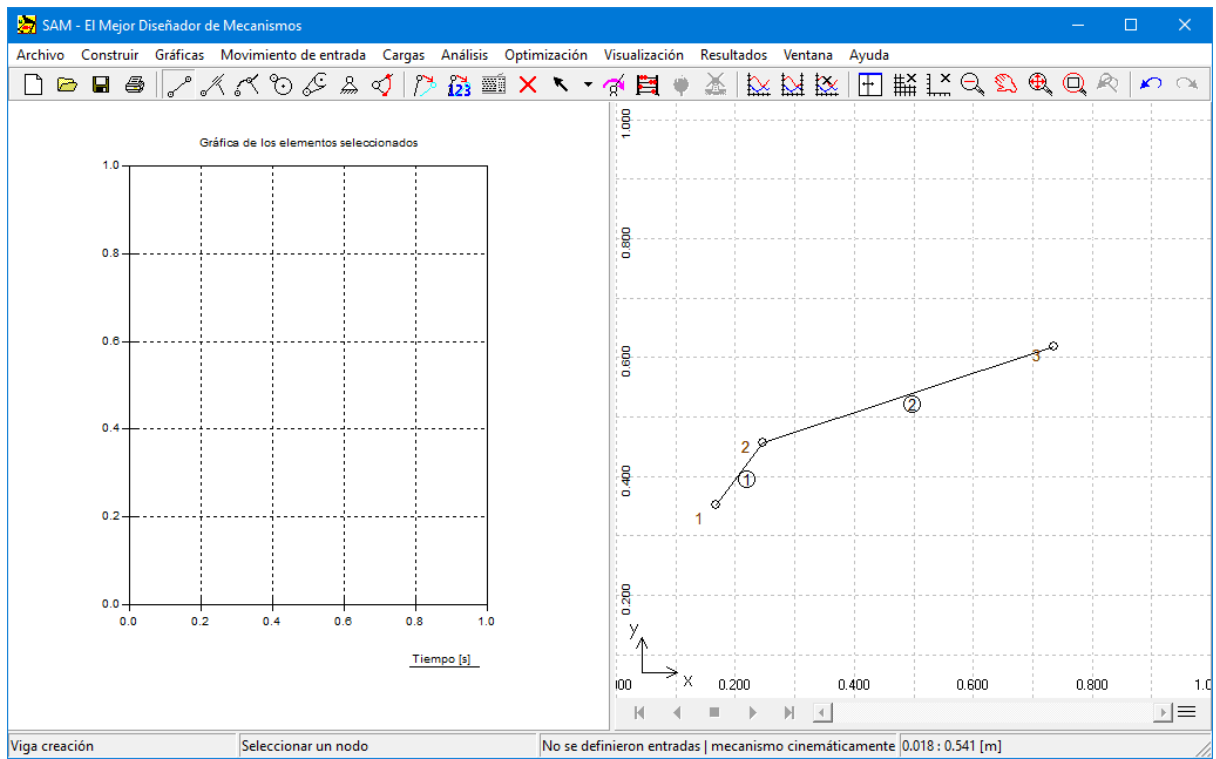 SAM - El Mejor Diseñador de Mecanismos
Archivo Construir Gráficas Movimiento de entrada Cargas Análisis Optimización Visualización Resultados Ventana Ayuda
123
Gráfica de los elementos seleccionados
1.0
0.8
0.6
0.4
0.2
0.0
0.0 0.2 0.4 0.6 0.8 1.0
Tiempo [s]
1.000
0.800
0.600
0.400
0.200
3
2
2
1
1
y
x
00 0.200 0.400 0.600 0.800 1.0
Viga creación
Seleccionar un nodo
No se definieron entradas | mecanismo cinemáticamente
0.018 : 0.541 [m]